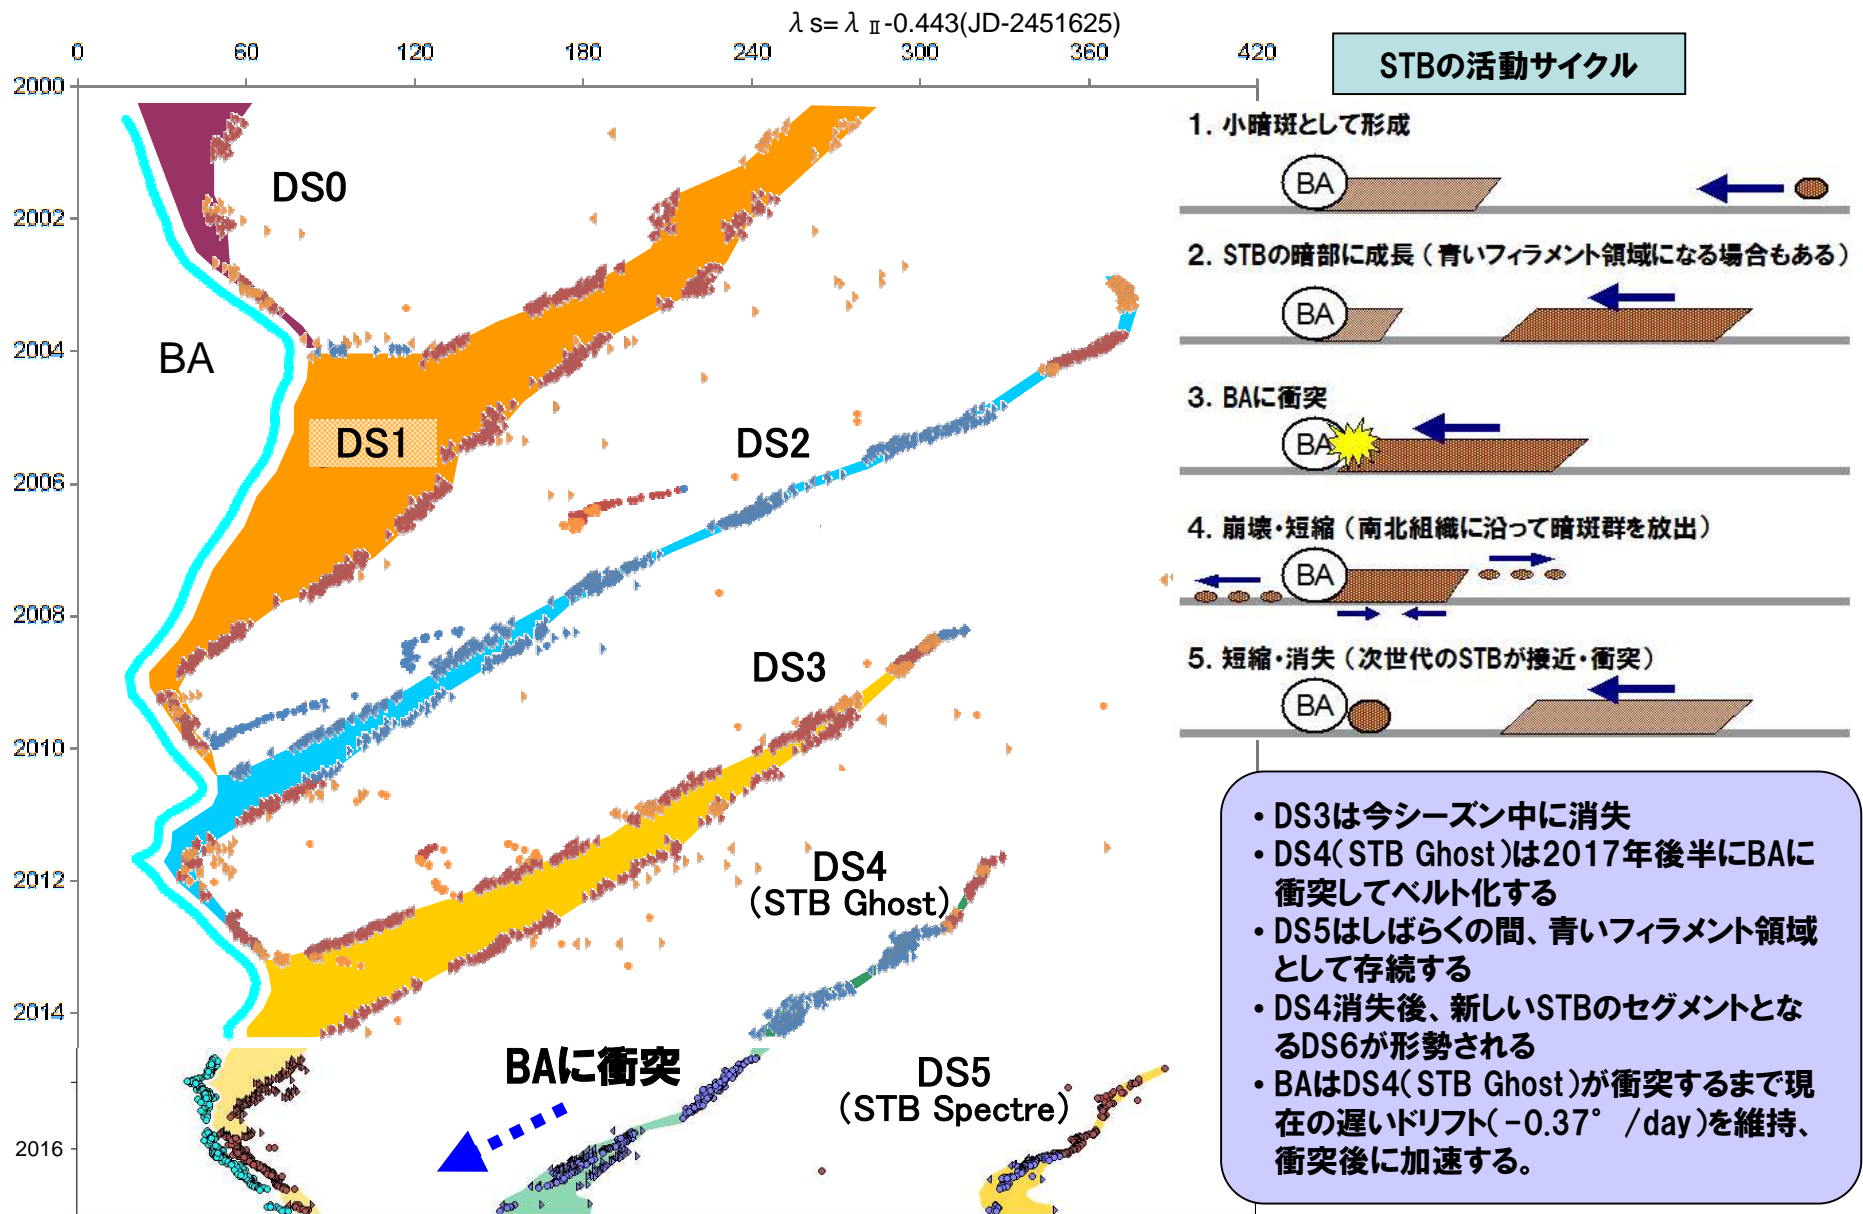 λs=λⅡ-0.443(JD-2451625)
0 60 120 180 240 300 360 420
2000
2002
2004
2006
2008
2010
2012
2014
2016
DS0
BA
DS1
DS2
DS3
DS4
(STB Ghost)
BAに衝突
DS5
(STB Spectre)
STBの活動サイクル
1. 小暗斑として形成
BA
2. STBの暗部に成長（青いフィラメント領域になる場合もある）
BA
3. BAに衝突
BA
4. 崩壊・短縮（南北組織に沿って暗斑群を放出）
BA
5. 短縮・消失（次世代のSTBが接近・衝突）
BA
・DS3は今シーズン中に消失
・DS4(STB Ghost)は2017年後半にBAに
衝突してベルト化する
・DS5はしばらくの間、青いフィラメント領域
として存続する
・DS4消失後、新しいSTBのセグメントとな
るDS6が形勢される
・BAはDS4(STB Ghost)が衝突するまで現
在の遅いドリフト(-0.37°/day)を維持、
衝突後に加速する。